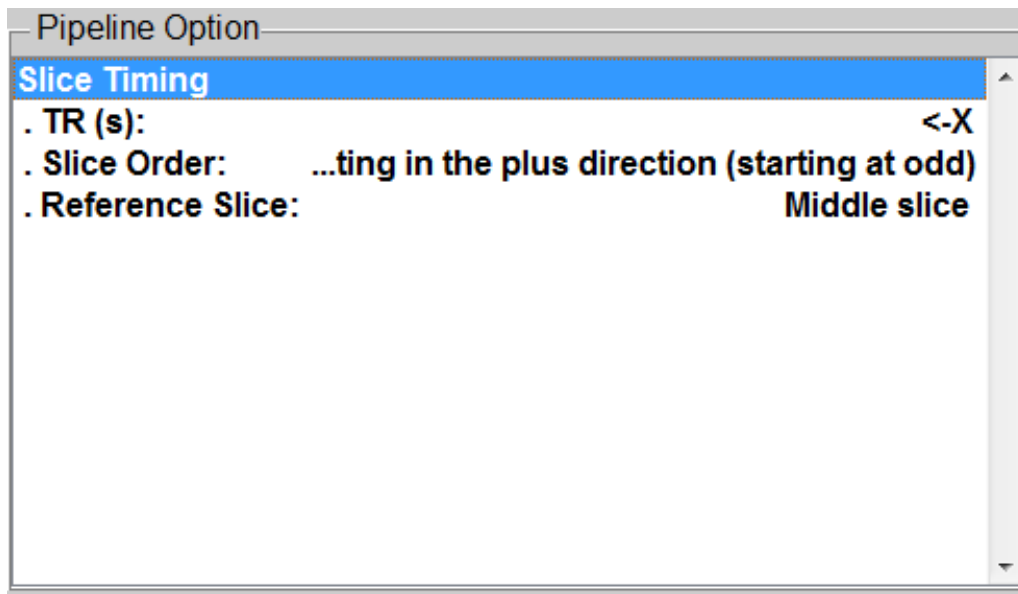 Pipeline Option
Slice Timing
. TR (s): <-X
. Slice Order: ...ting in the plus direction (starting at odd)
. Reference Slice: Middle slice